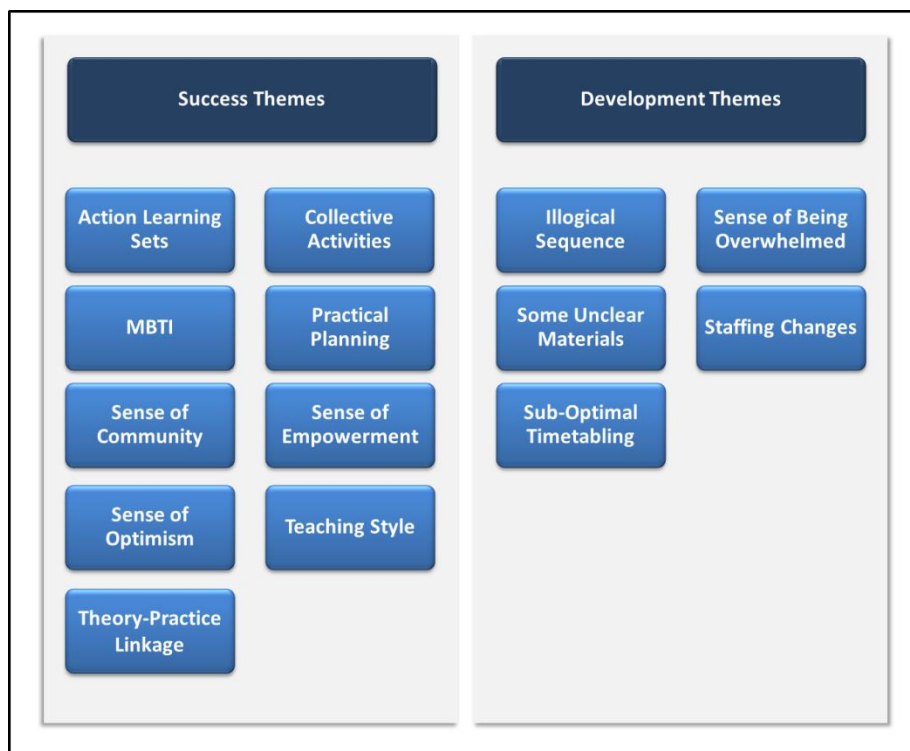 Success Themes
Action Learning
Sets
Collective
Activities
MBTI
Practical
Planning
Sense of
Community
Sense of
Empowerment
Sense of
Optimism
Teaching Style
Theory-Practice
Linkage
Development Themes
Illogical
Sequence
Sense of Being
Overwhelmed
Some Unclear
Materials
Staffing Changes
Sub-Optimal
Timetabling